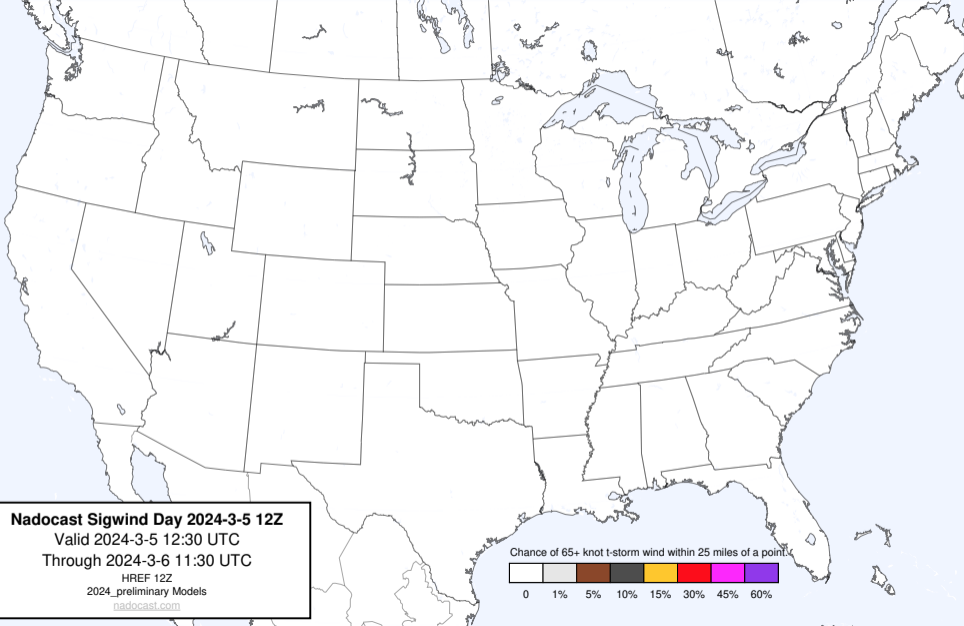 Nadocast Sigwind Day 2024-3-5 12Z
Valid 2024-3-5 12:30 UTC
Through 2024-3-6 11:30 UTC
HREF 12Z
2024_preliminary Models
nadocast.com
Chance of 65+ knot t-storm wind within 25 miles of a point.
0 1% 5% 10% 15% 30% 45% 60%